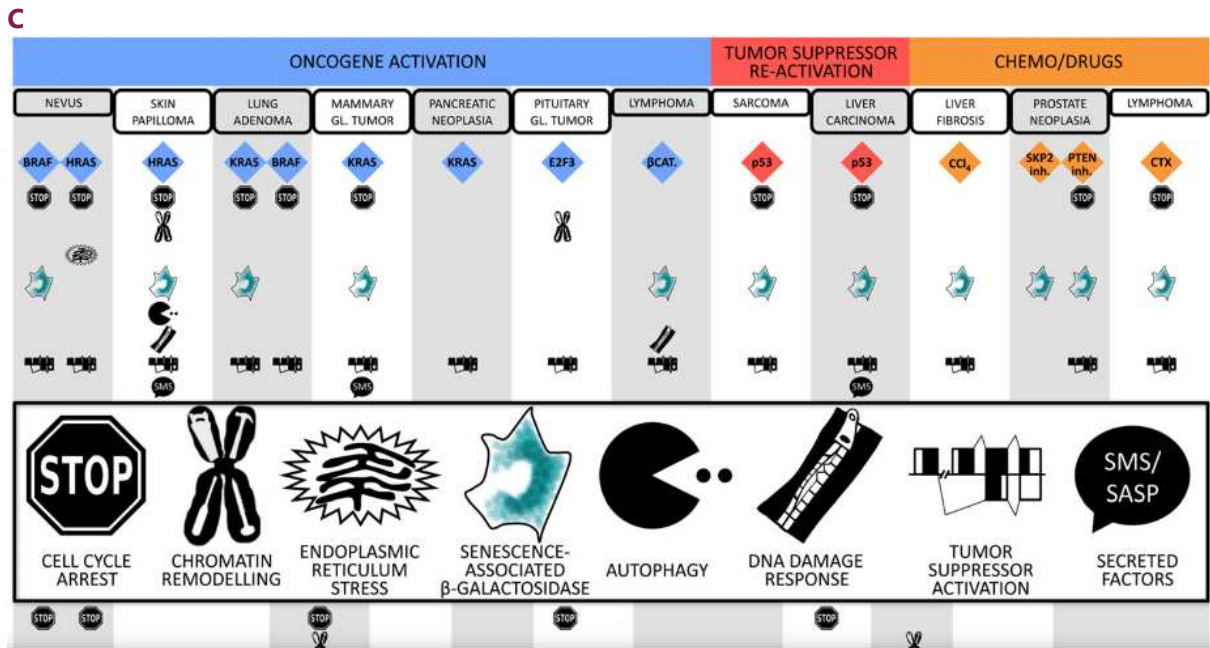 C
ONCOGENE ACTIVATION
TUMOR SUPPRESSOR
RE-ACTIVATION
CHEMO/DRUGS
NEVUS
SKIN
PAPILLOMA
LUNG
ADENOMA
MAMMARY
GL. TUMOR
PANCREATIC
NEOPLASIA
PITUITARY
GL. TUMOR
LYMPHOMA
SARCOMA
LIVER
CARCINOMA
LIVER
FIBROSIS
PROSTATE
NEOPLASIA
LYMPHOMA
BRAF HRAS HRAS KRAS BRAF KRAS KRAS E2F3 βCAT. p53 p53 CCl4
SKP2
inh.
PTEN
inh.
CTX
STOP STOP STOP STOP STOP STOP STOP STOP STOP STOP
SMS SMS SMS
STOP
CELL CYCLE
ARREST
CHROMATIN
REMODELLING
ENDOPLASMIC
RETICULUM
STRESS
SENESCENCE-
ASSOCIATED
β-GALACTOSIDASE
AUTOPHAGY
DNA DAMAGE
RESPONSE
TUMOR
SUPPRESSOR
ACTIVATION
SMS/
SASP
SECRETED
FACTORS
STOP STOP STOP STOP STOP